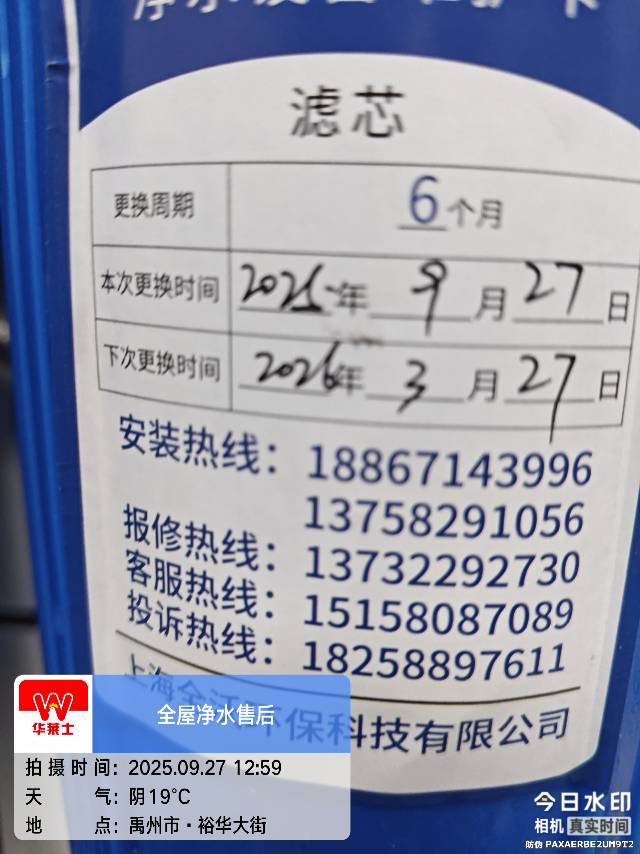 滤芯
更换周期 6个月
本次更换时间 2025年9月27日
下次更换时间 2026年3月27日
安装热线：18867143996
13758291056
报修热线：13732292730
客服热线：15158087089
投诉热线：18258897611
上海 环保科技有限公司
华莱士
全屋净水售后
拍摄时间：2025.09.27 12:59
天气：阴19℃
地点：禹州市·裕华大街
今日水印
相机 真实时间
防伪 PAXAERBE2UM9T2